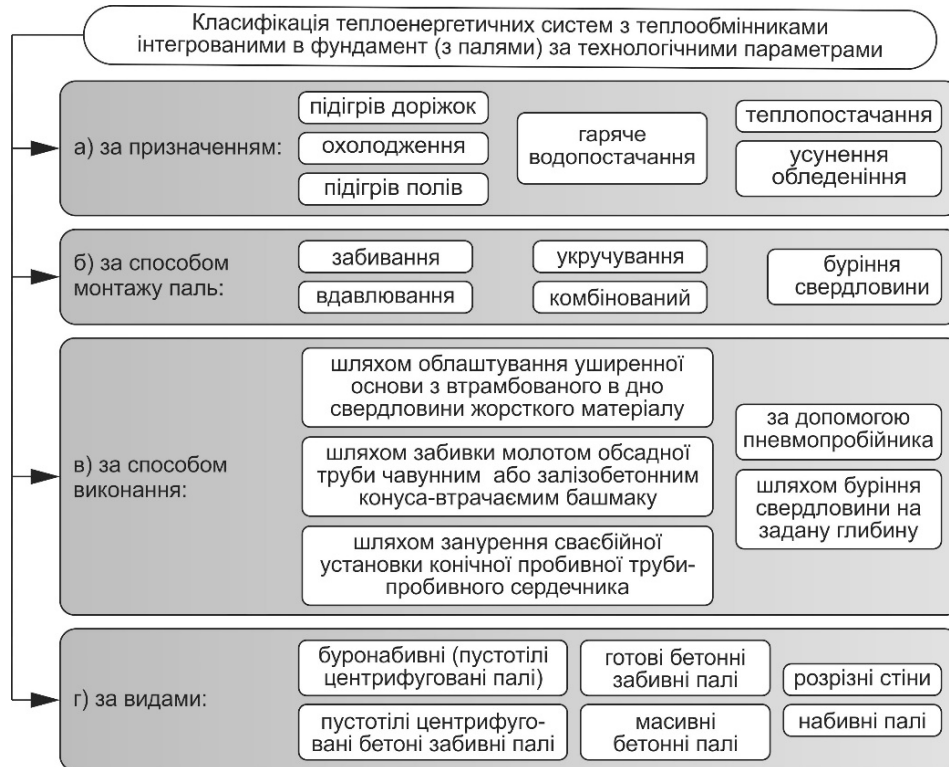 Класифікація теплоенергетичних систем з теплообмінниками
інтегрованими в фундамент (з палями) за технологічними параметрами
а) за призначенням:
підігрів доріжок
охолодження
підігрів полів
гаряче
водопостачання
теплопостачання
усунення
обледеніння
б) за способом
монтажу паль:
забивання
вдавлювання
укручування
комбінований
буріння
свердловини
в) за способом
виконання:
шляхом облаштування уширенної
основи з втрамбованого в дно
свердловини жорсткого матеріалу
шляхом забивки молотом обсадної
труби чавунним або залізобетонним
конуса-втрачаємим башмаку
шляхом занурення сваєбійної
установки конічної пробивної труби-
пробивного сердечника
за допомогою
пневмопробійника
шляхом буріння
свердловини на
задану глибину
г) за видами:
буронабивні (пустотілі
центрифуговані палі)
пустотілі центрифуго-
вані бетоні забивні палі
готові бетонні
забивні палі
масивні
бетонні палі
розрізні стіни
набивні палі